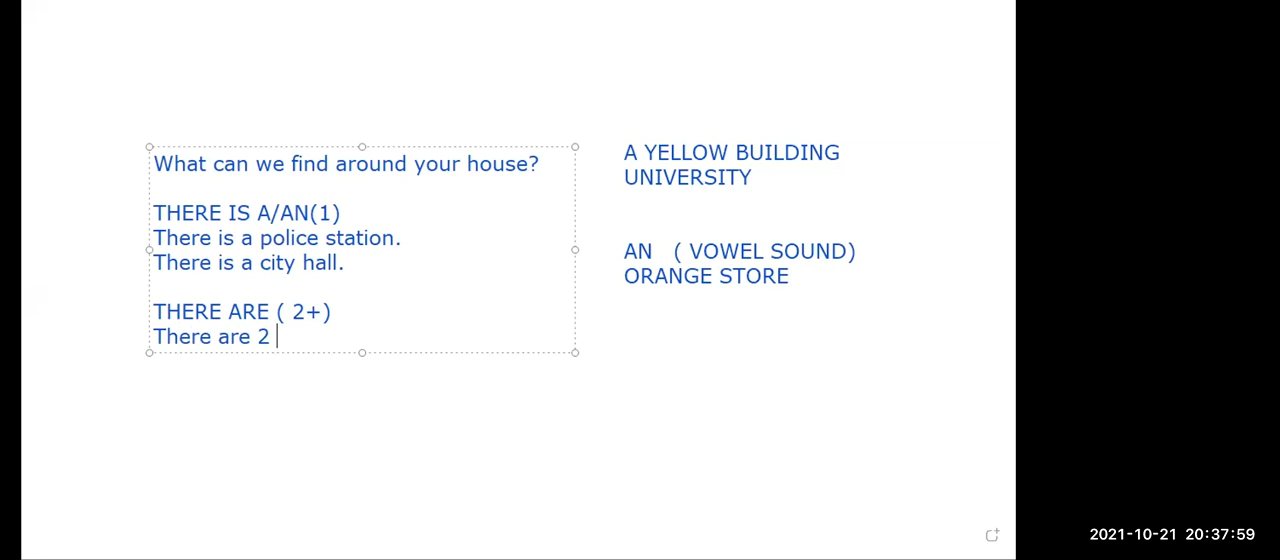 What can we find around your house?
THERE IS A/AN(1)
There is a police station.
There is a city hall.
THERE ARE ( 2+)
There are 2
A YELLOW BUILDING
UNIVERSITY
AN ( VOWEL SOUND)
ORANGE STORE
2021-10-21 20:37:59